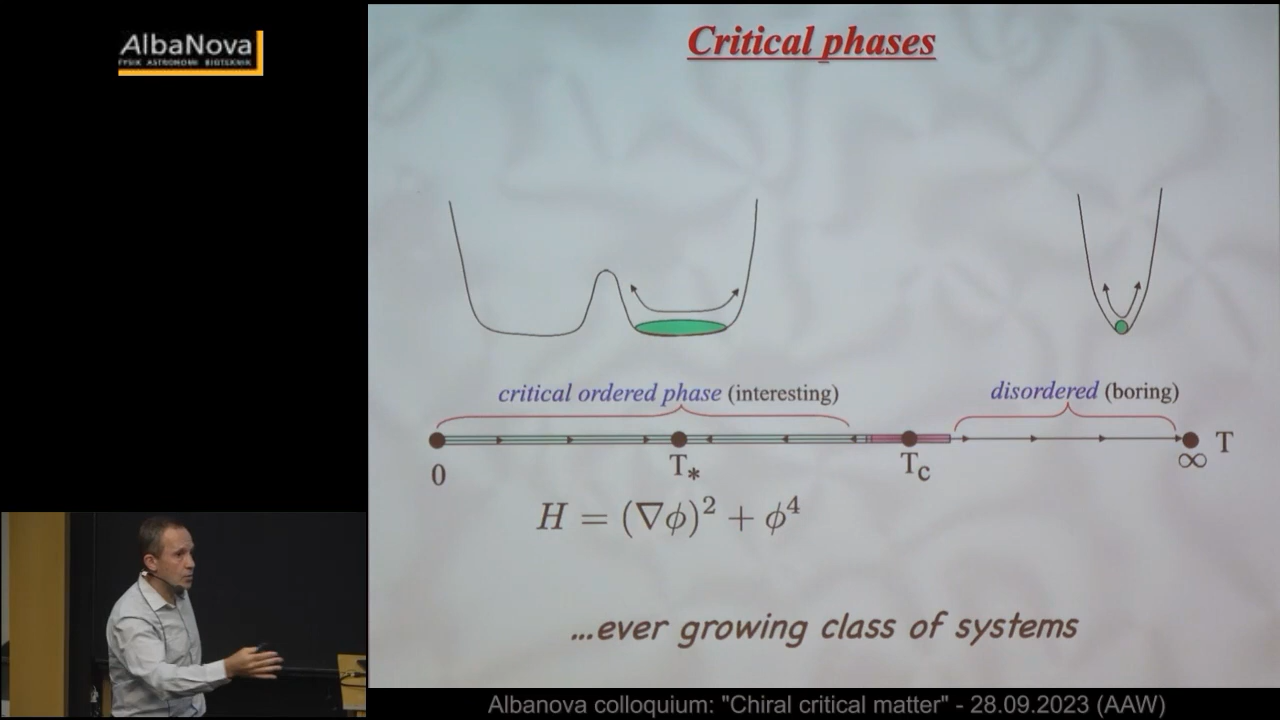 AlbaNova
FYSIK ASTRONOMI BIOTEKNIK
Critical phases
critical ordered phase (interesting)
disordered (boring)
0
T*
Tc
∞
T
H = (∇ϕ)² + ϕ⁴
...ever growing class of systems
Albanova colloquium: "Chiral critical matter" - 28.09.2023 (AAW)